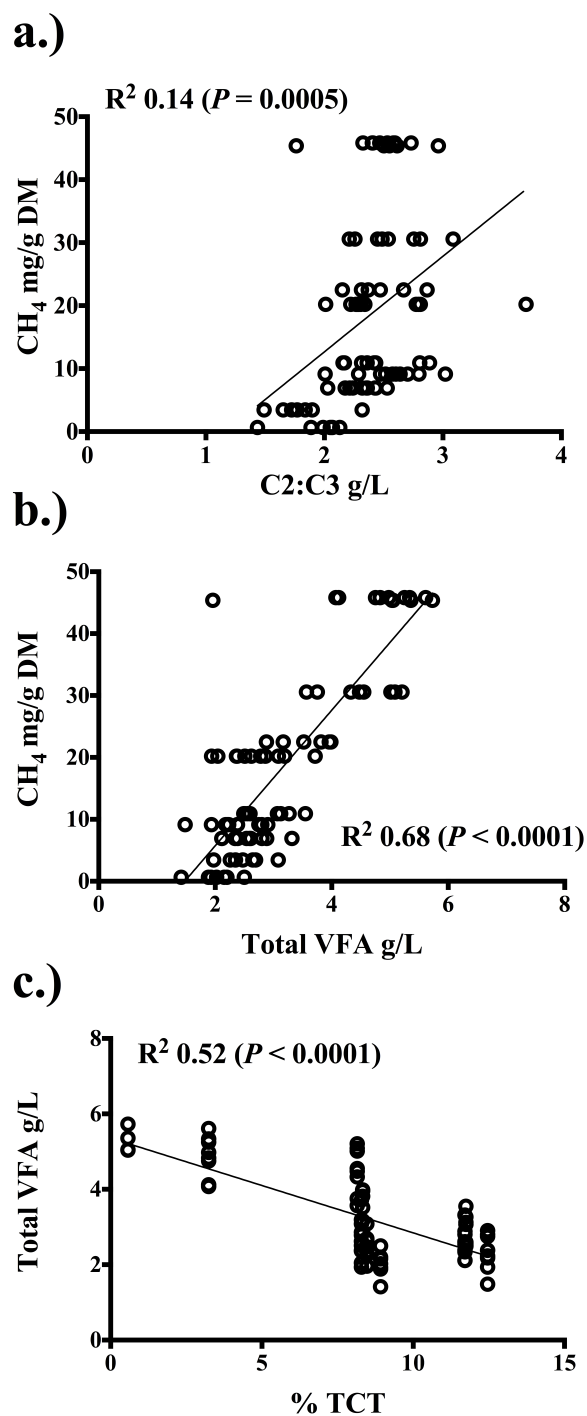 a.)
R² 0.14 (P = 0.0005)
50
40
30
20
10
0
CH₄ mg/g DM
0 1 2 3 4
C2:C3 g/L
b.)
50
40
30
20
10
0
CH₄ mg/g DM
R² 0.68 (P < 0.0001)
0 2 4 6 8
Total VFA g/L
c.)
R² 0.52 (P < 0.0001)
8
6
4
2
0
Total VFA g/L
0 5 10 15
% TCT